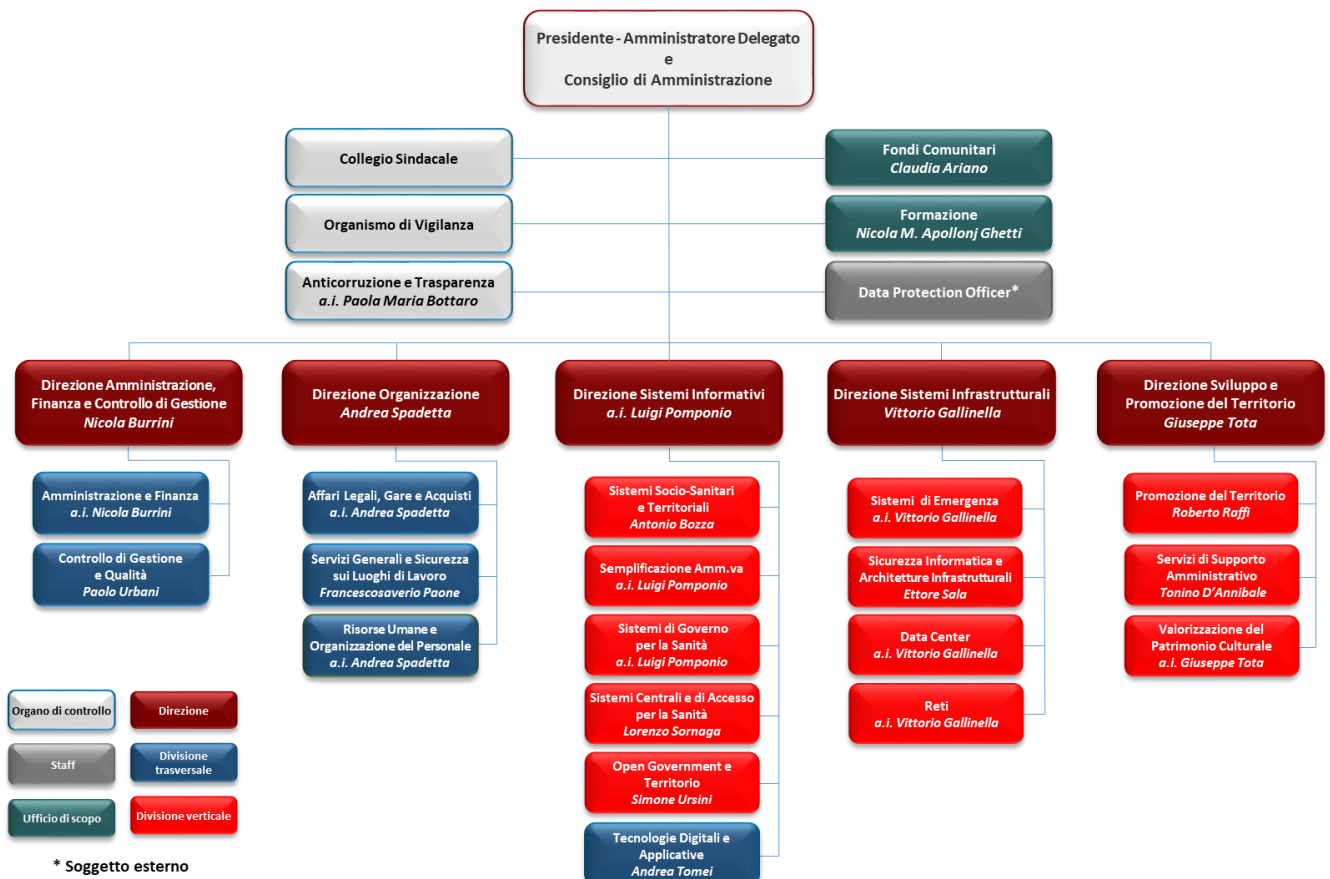 Presidente - Amministratore Delegato
e
Consiglio di Amministrazione
Collegio Sindacale
Fondi Comunitari
Claudia Ariano
Organismo di Vigilanza
Formazione
Nicola M. Apollonj Ghetti
Anticorruzione e Trasparenza
a.i. Paola Maria Bottaro
Data Protection Officer*
Direzione Amministrazione,
Finanza e Controllo di Gestione
Nicola Burrini
Direzione Organizzazione
Andrea Spadetta
Direzione Sistemi Informativi
a.i. Luigi Pomponio
Direzione Sistemi Infrastrutturali
Vittorio Gallinella
Direzione Sviluppo e
Promozione del Territorio
Giuseppe Tota
Amministrazione e Finanza
a.i. Nicola Burrini
Controllo di Gestione
e Qualità
Paolo Urbani
Affari Legali, Gare e Acquisti
a.i. Andrea Spadetta
Servizi Generali e Sicurezza
sui Luoghi di Lavoro
Francescosaverio Paone
Risorse Umane e
Organizzazione del Personale
a.i. Andrea Spadetta
Sistemi Socio-Sanitari
e Territoriali
Antonio Bozza
Semplificazione Amm.va
a.i. Luigi Pomponio
Sistemi di Governo
per la Sanità
a.i. Luigi Pomponio
Sistemi Centrali e di Accesso
per la Sanità
Lorenzo Sornaga
Open Government e
Territorio
Simone Ursini
Tecnologie Digitali e
Applicative
Andrea Tomei
Sistemi di Emergenza
a.i. Vittorio Gallinella
Sicurezza Informatica e
Architetture Infrastrutturali
Ettore Sala
Data Center
a.i. Vittorio Gallinella
Reti
a.i. Vittorio Gallinella
Promozione del Territorio
Roberto Raffi
Servizi di Supporto
Amministrativo
Tonino D'Annibale
Valorizzazione del
Patrimonio Culturale
a.i. Giuseppe Tota
Organo di controllo
Direzione
Staff
Divisione
trasversale
Ufficio di scopo
Divisione verticale
* Soggetto esterno